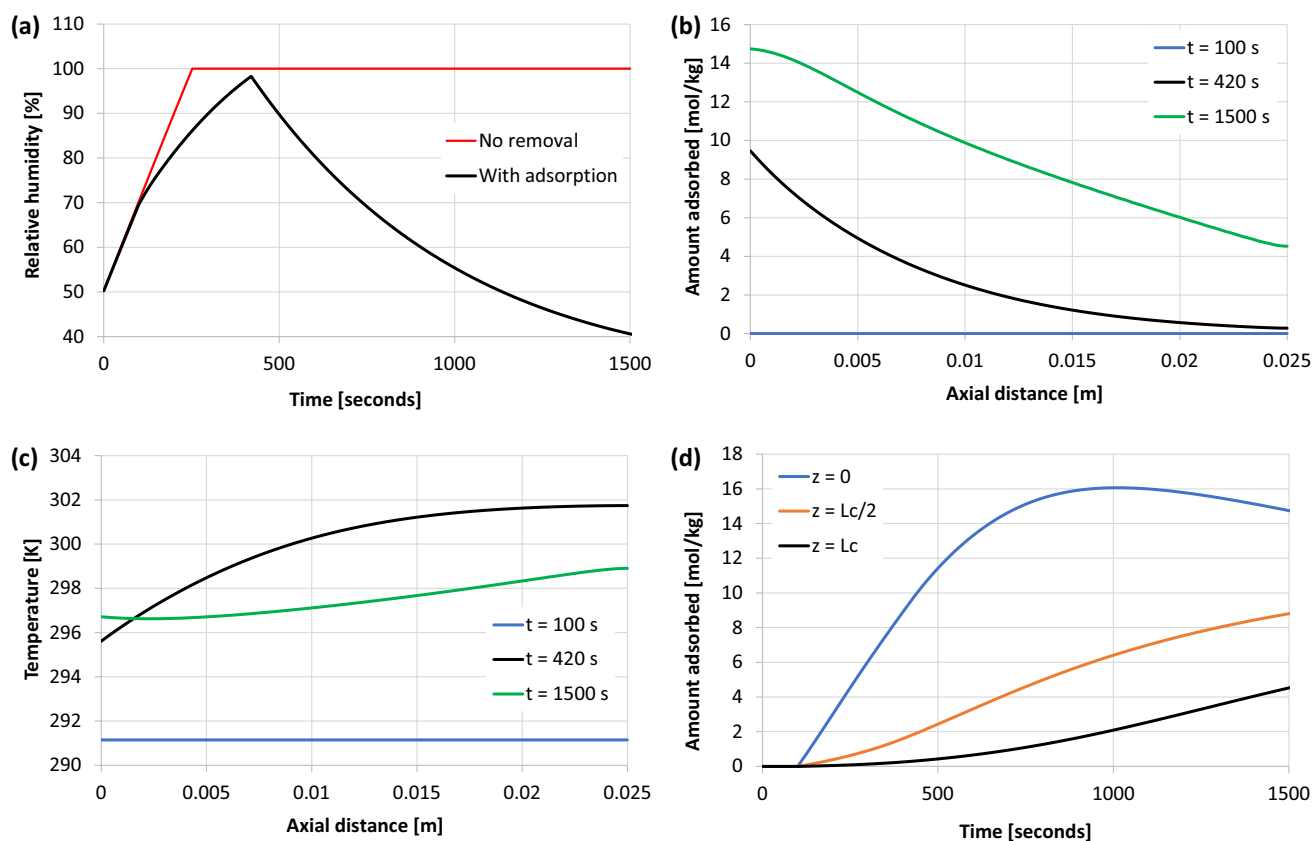 (a)
Relative humidity [%]
110
100
90
80
70
60
50
40
No removal
With adsorption
0
500
1000
1500
Time [seconds]
(b)
Amount adsorbed [mol/kg]
16
14
12
10
8
6
4
2
0
t = 100 s
t = 420 s
t = 1500 s
0
0.005
0.01
0.015
0.02
0.025
Axial distance [m]
(c)
Temperature [K]
304
302
300
298
296
294
292
290
t = 100 s
t = 420 s
t = 1500 s
0
0.005
0.01
0.015
0.02
0.025
Axial distance [m]
(d)
Amount adsorbed [mol/kg]
18
16
14
12
10
8
6
4
2
0
z = 0
z = Lc/2
z = Lc
0
500
1000
1500
Time [seconds]